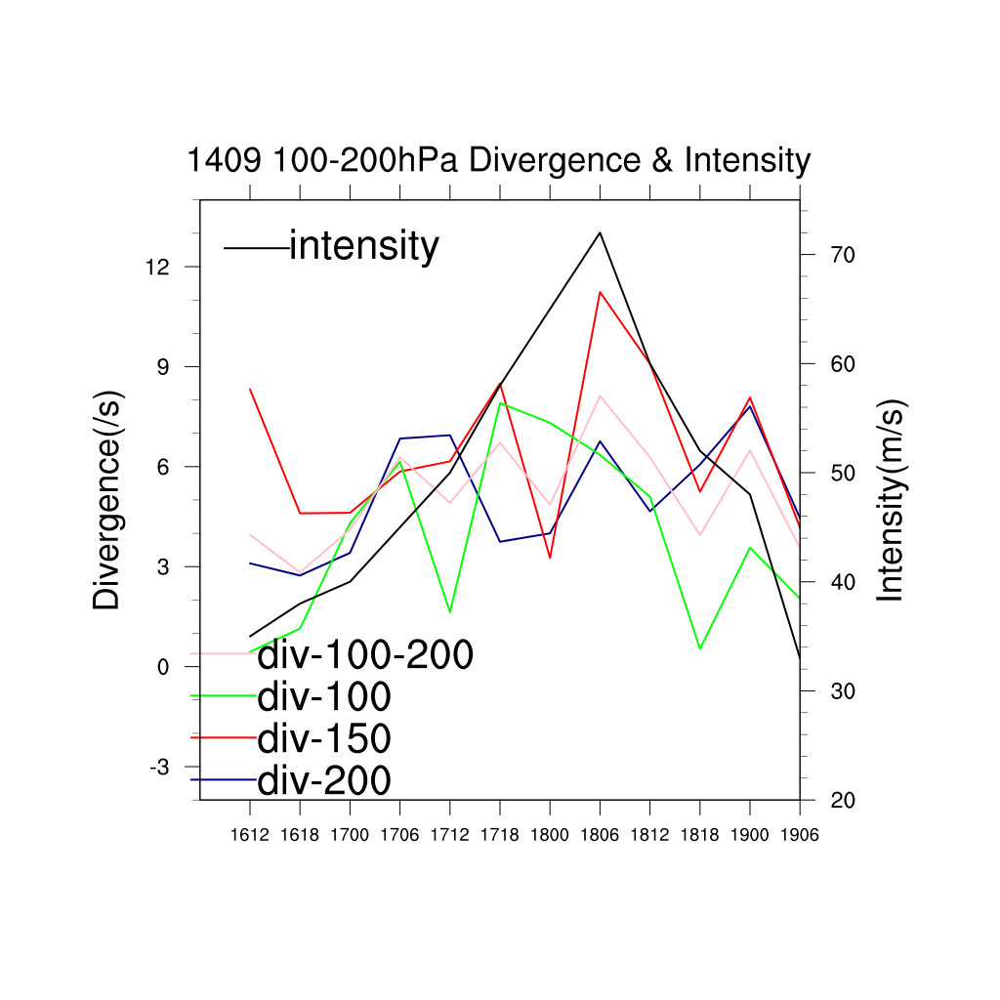 1409 100-200hPa Divergence & Intensity
intensity
12
9
6
3
0
-3
Divergence(/s)
70
60
50
40
30
20
Intensity(m/s)
div-100-200
div-100
div-150
div-200
1612 1618 1700 1706 1712 1718 1800 1806 1812 1818 1900 1906